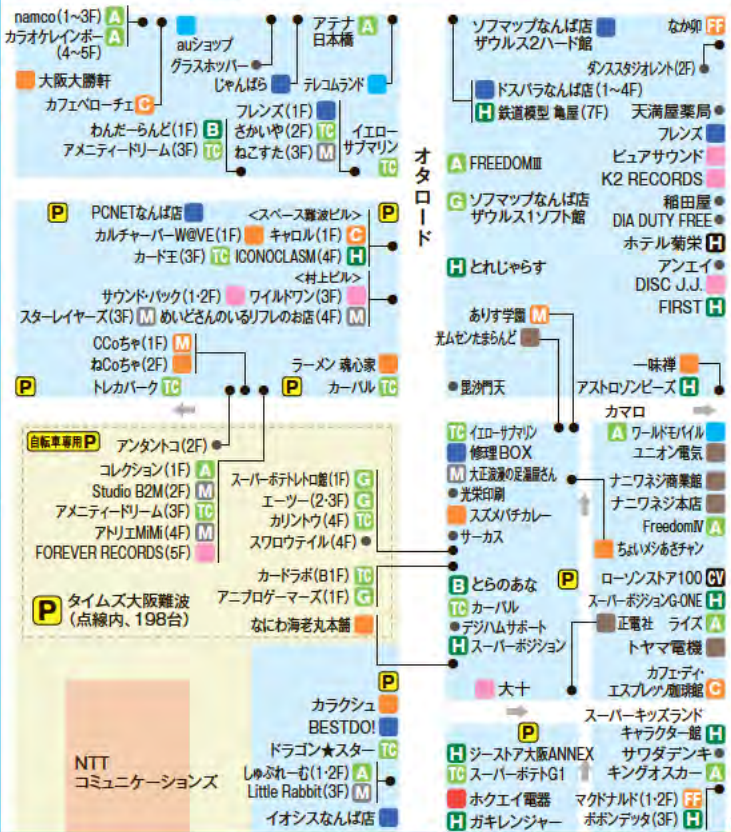 namco(1~3F) A
カラオケレインボー A
(4~5F)
auショップ
グラスホッパー
じゃんぱら
アテナ A
日本橋
テレコムランド
大阪大勝軒
カフェベローチェ C
わんだーらんど(1F) B
アメニティードリーム(3F) TC
フレンズ(1F)
さかいや(2F) TC
ねこすた(3F) M
イエロー
サブマリン
TC
オタロード
ソフマップなんば店
ザウルス2ハード館
なか卯 FF
ダンススタジオレント(2F)
ドスパラなんば店(1~4F)
H 鉄道模型 亀屋(7F)
天満屋薬局
フレンズ
A FREEDOMⅢ
ピュアサウンド
K2 RECORDS
G ソフマップなんば店
ザウルス1ソフト館
稲田屋
DIA DUTY FREE
ホテル菊栄 H
H とれじゃらす
アンエイ
DISC J.J.
FIRST H
P
PCNETなんば店
<スペース難波ビル>
P
カルチャーバーW@VE(1F)
キャロル(1F) C
カード王(3F) TC
ICONOCLASM(4F) H
<村上ビル>
サウンド・パック(1・2F)
ワイルドワン(3F)
スターレイヤーズ(3F) M
めいどさんのいるリフレのお店(4F) M
CCoちゃ(1F) M
ねCoちゃ(2F)
ラーメン 魂心家
P
トレカパーク TC
P
カーバル TC
ありす学園 M
光ムセンたまらんど
毘沙門天
一味禅
アストロゾンビーズ H
カマロ
自転車専用P
アンタントコ(2F)
コレクション(1F) A
Studio B2M(2F) M
アメニティードリーム(3F) TC
アトリエMiMi(4F) M
FOREVER RECORDS(5F)
スーパーポテトレトロ館(1F) G
エーツー(2・3F) G
カリントウ(4F) TC
スワロウテイル(4F)
カードラボ(B1F) TC
アニブロゲーマーズ(1F) G
なにわ海老丸本舗
P タイムズ大阪難波
(点線内、198台)
TC イエローサブマリン
修理BOX
M 大正浪漫の足温屋さん
光栄印刷
スズメバチカレー
サーカス
B とらのあな
P
TC カーバル
デジハムサポート
H スーパーポジション
大十
A ワールドモバイル
ユニオン電気
ナニワネジ商業館
ナニワネジ本店
FreedomⅣ A
ちょいメシあさチャン
ローソンストア100 CV
スーパーポジションG-ONE H
正電社
ライズ A
トヤマ電機
カフェ・ディ・
エスプレッソ珈琲館 C
スーパーキッズランド
キャラクター館 H
サワダデンキ
キングオスカー A
マクドナルド(1・2F) FF
ポポンデッタ(3F) H
P
カラクシュ
BESTDO!
ドラゴン★スター TC
しゅぷれーむ(1・2F) A
Little Rabbit(3F) M
イオシスなんば店
P
H ジーストア大阪ANNEX
TC スーパーポテトG1
ホクエイ電器
H ガキレンジャー
NTT
コミュニケーションズ